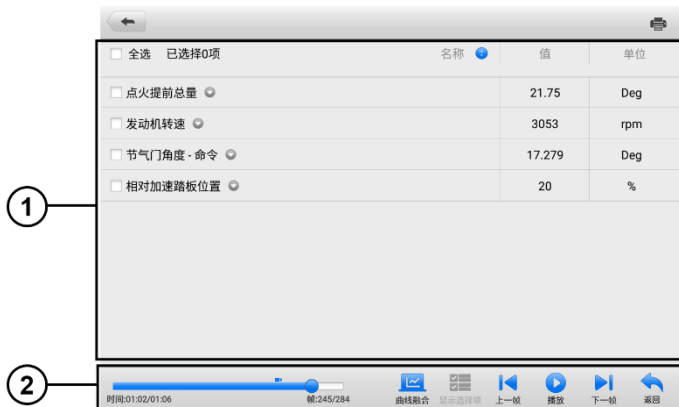 全选 已选择0项 名称 值 单位
点火提前总量 21.75 Deg
发动机转速 3053 rpm
节气门角度 - 命令 17.279 Deg
相对加速踏板位置 20 %
1
2
时间:01:02/01:06 帧:245/284 曲线融合 显示选择项 上一帧 播放 下一帧 返回